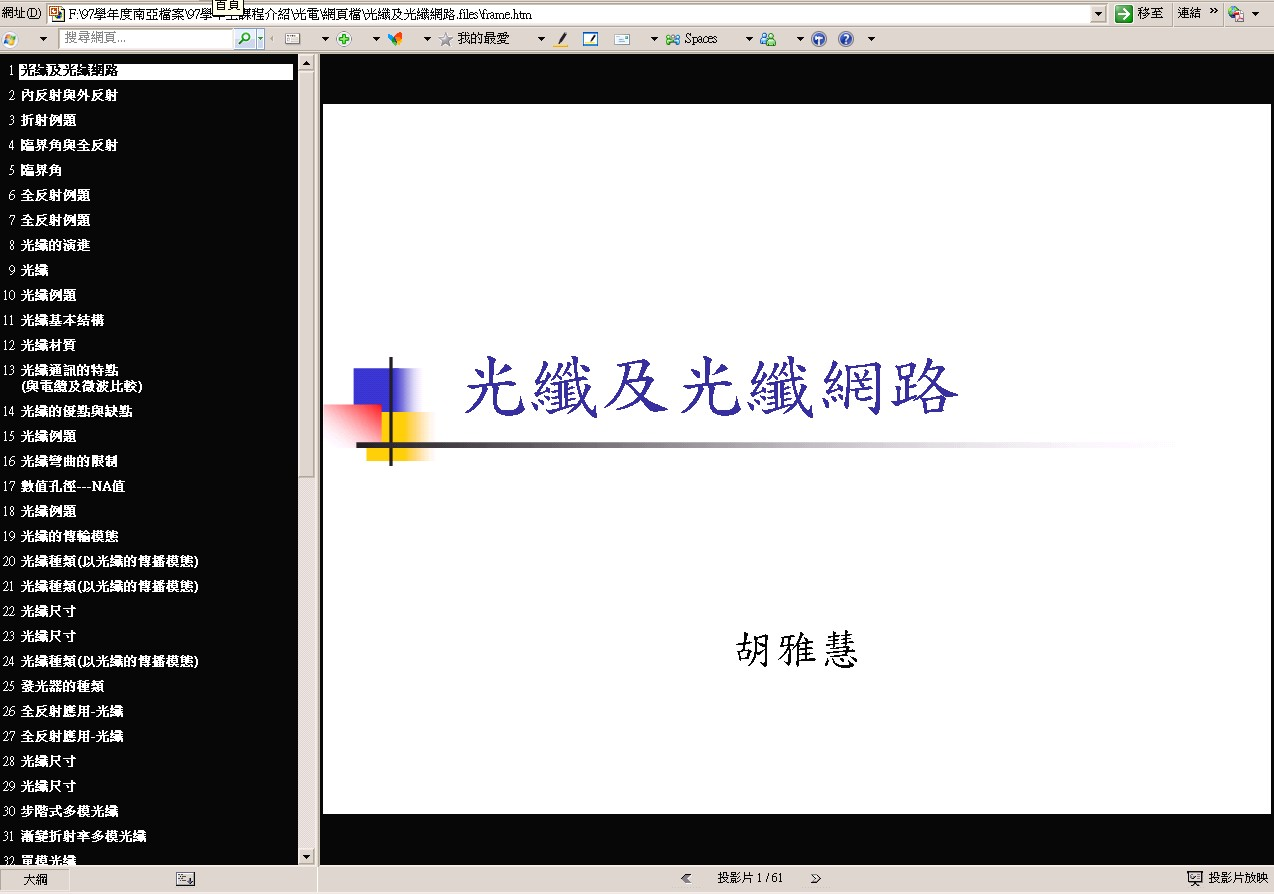 網址(D) F:\97學年度南亞檔案\97學年上課程介紹\光電\網頁檔\光纖及光纖網路.files\frame.htm 移至 連結 »
首頁
搜尋網頁... 我的最愛 Spaces
1 光纖及光纖網路
2 內反射與外反射
3 折射例題
4 臨界角與全反射
5 臨界角
6 全反射例題
7 全反射例題
8 光纖的演進
9 光纖
10 光纖例題
11 光纖基本結構
12 光纖材質
13 光纖通訊的特點
(與電纜及微波比較)
14 光纖的優點與缺點
15 光纖例題
16 光纖彎曲的限制
17 數值孔徑---NA值
18 光纖例題
19 光纖的傳輸模態
20 光纖種類(以光纖的傳播模態)
21 光纖種類(以光纖的傳播模態)
22 光纖尺寸
23 光纖尺寸
24 光纖種類(以光纖的傳播模態)
25 發光器的種類
26 全反射應用-光纖
27 全反射應用-光纖
28 光纖尺寸
29 光纖尺寸
30 步階式多模光纖
31 漸變折射率多模光纖
32 單模光纖
光纖及光纖網路
胡雅慧
大綱 投影片 1 / 61 投影片放映